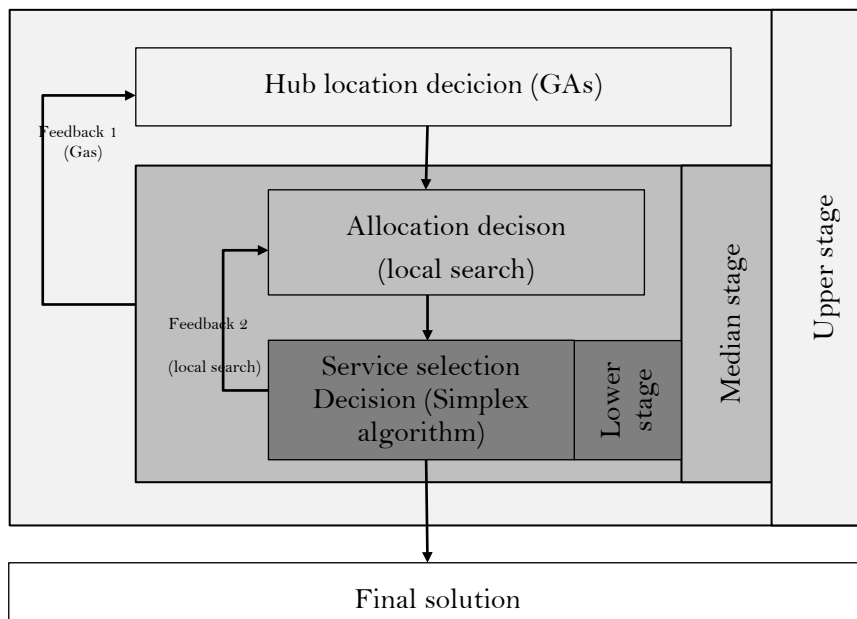 Hub location decicion (GAs)
Feedback 1
(Gas)
Allocation decison
(local search)
Feedback 2
(local search)
Service selection
Decision (Simplex
algorithm)
Lower
stage
Median stage
Upper stage
Final solution